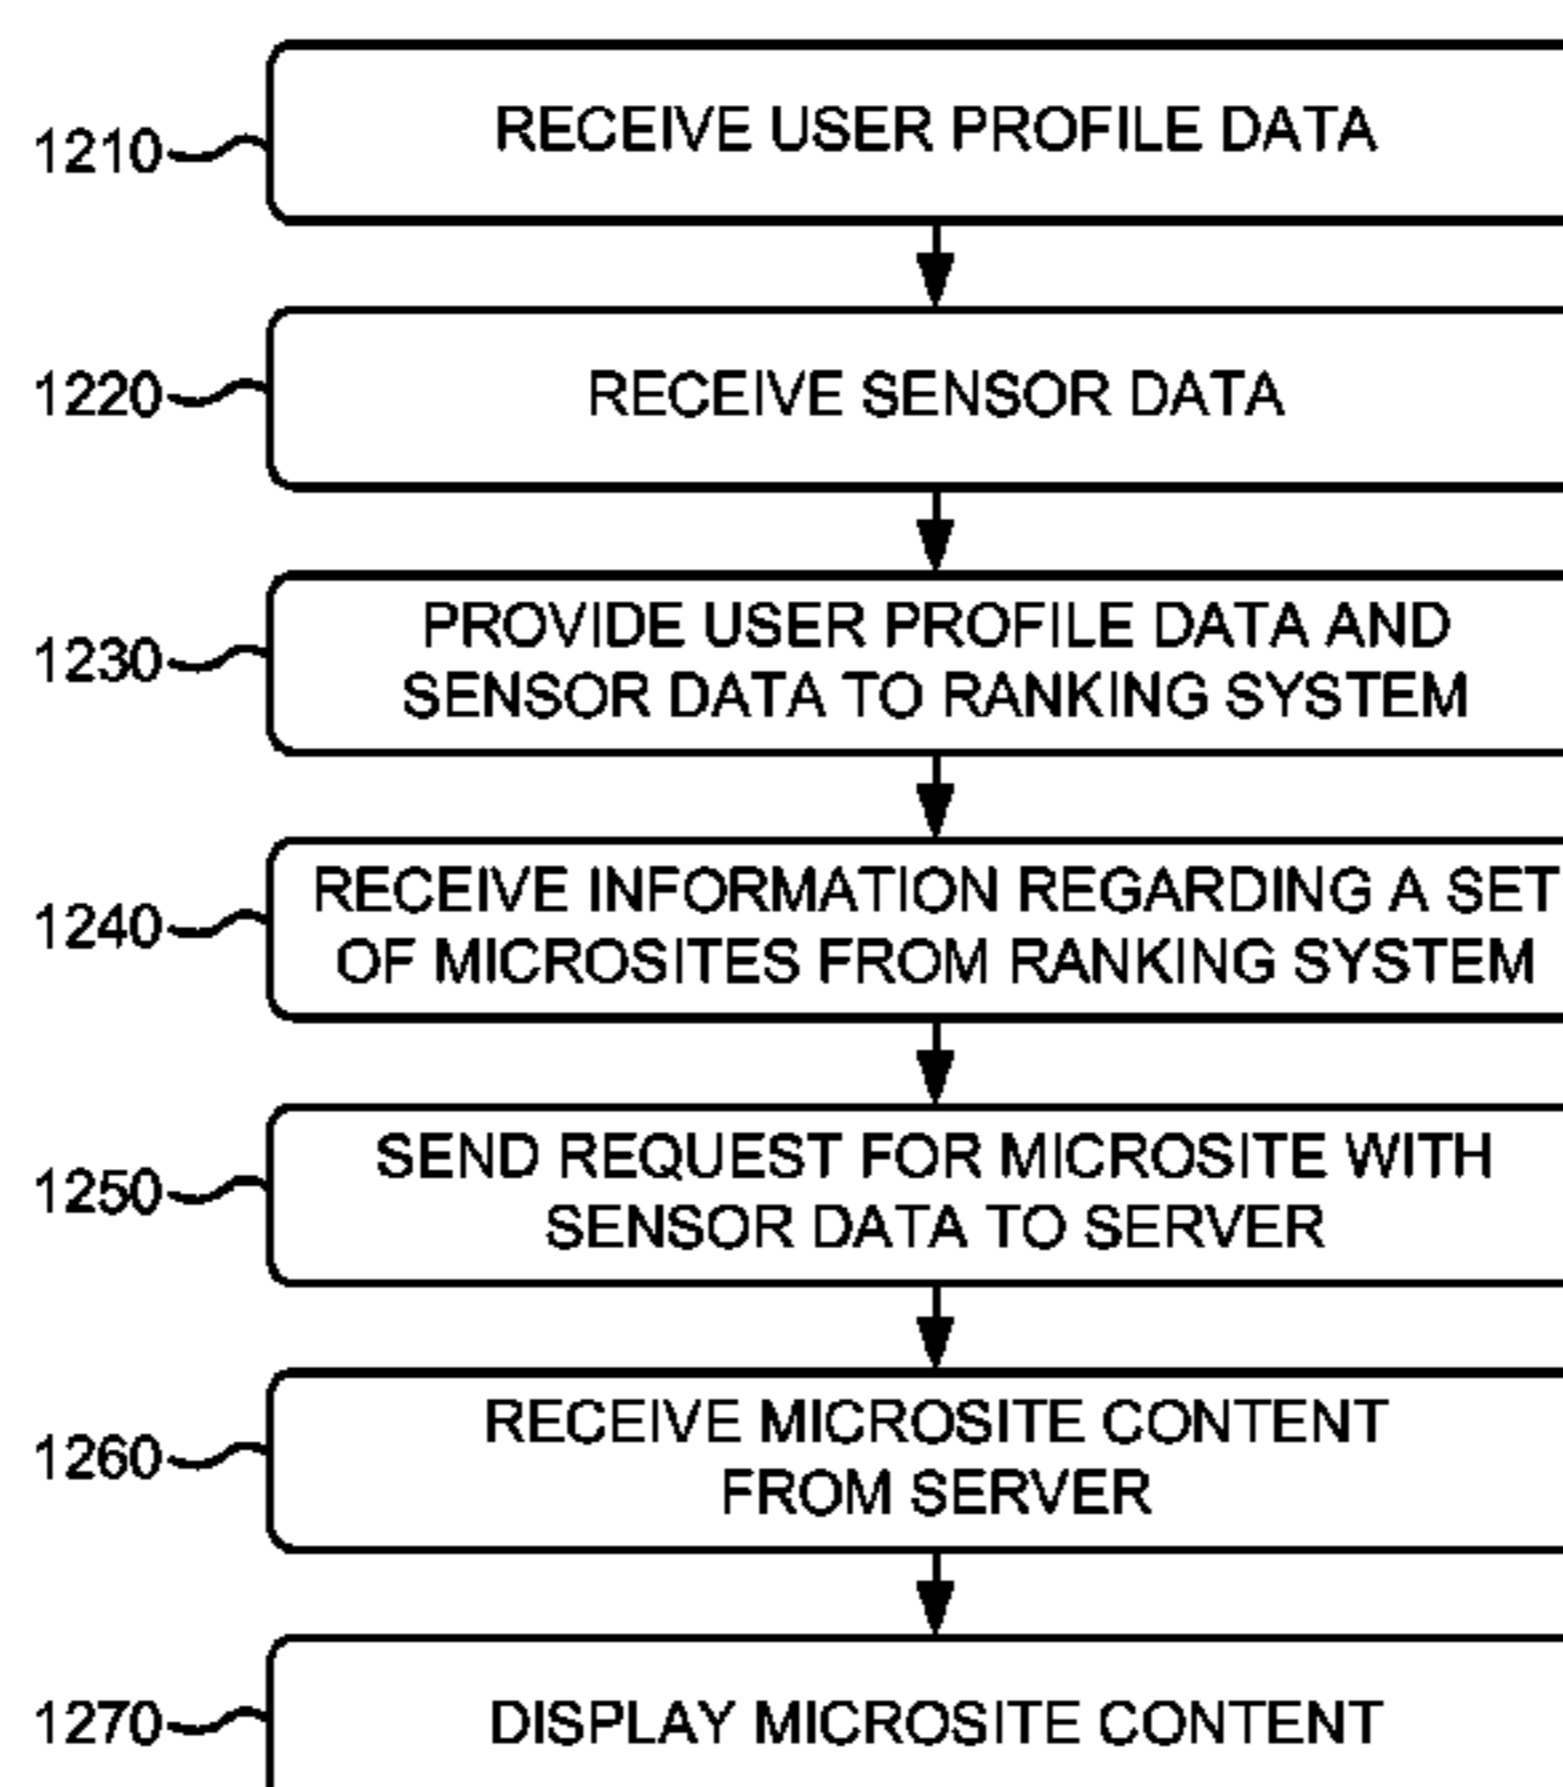 1210
RECEIVE USER PROFILE DATA
1220
RECEIVE SENSOR DATA
1230
PROVIDE USER PROFILE DATA AND
SENSOR DATA TO RANKING SYSTEM
1240
RECEIVE INFORMATION REGARDING A SET
OF MICROSITES FROM RANKING SYSTEM
1250
SEND REQUEST FOR MICROSITE WITH
SENSOR DATA TO SERVER
1260
RECEIVE MICROSITE CONTENT
FROM SERVER
1270
DISPLAY MICROSITE CONTENT